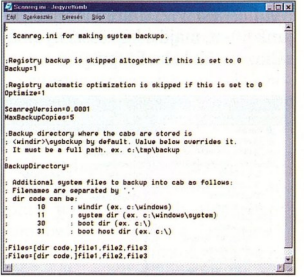 Scanreg.ini - Jegyzettömb
Fájl Szerkesztés Keresés Súgó
;
; Scanreg.ini for making system backups.
;
;Registry backup is skipped altogether if this is set to 0
Backup=1
;Registry automatic optimization is skipped if this is set to 0
Optimize=1
ScanregVersion=0.0001
MaxBackupCopies=5
;Backup directory where the cabs are stored is
; <windir>\sysbckup by default. Value below overrides it.
; It must be a full path. ex. c:\tmp\backup
;
BackupDirectory=
; Additional system files to backup into cab as follows:
; Filenames are separated by ','
; dir code can be:
; 10 : windir (ex. c:\windows)
; 11 : system dir (ex. c:\windows\system)
; 30 : boot dir (ex. c:\)
; 31 : boot host dir (ex. c:\)
;
;Files=[dir code,]file1,file2,file3
;Files=[dir code,]file1,file2,file3